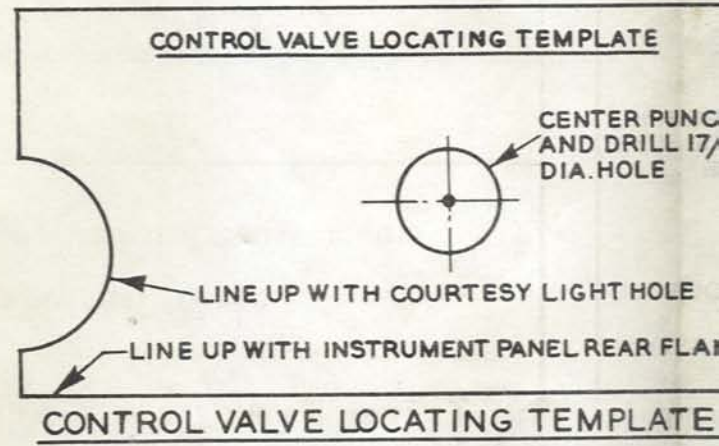 CONTROL VALVE LOCATING TEMPLATE
CENTER PUNC
AND DRILL 17/
DIA. HOLE
LINE UP WITH COURTESY LIGHT HOLE
LINE UP WITH INSTRUMENT PANEL REAR FLAN
CONTROL VALVE LOCATING TEMPLATE